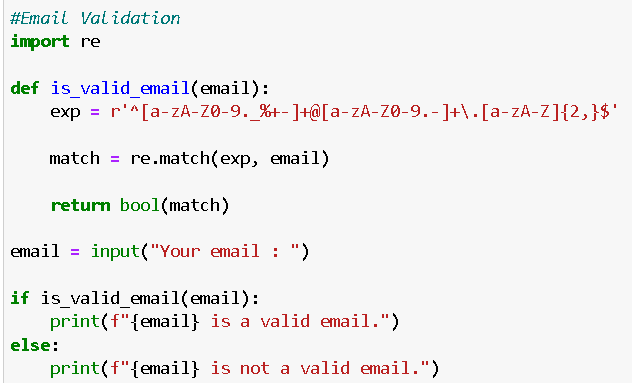 #Email Validation
import re
def is_valid_email(email):
    exp = r'^[a-zA-Z0-9._%+-]+@[a-zA-Z0-9.-]+\.[a-zA-Z]{2,}$'
    match = re.match(exp, email)
    return bool(match)
email = input("Your email : ")
if is_valid_email(email):
    print(f"{email} is a valid email.")
else:
    print(f"{email} is not a valid email.")